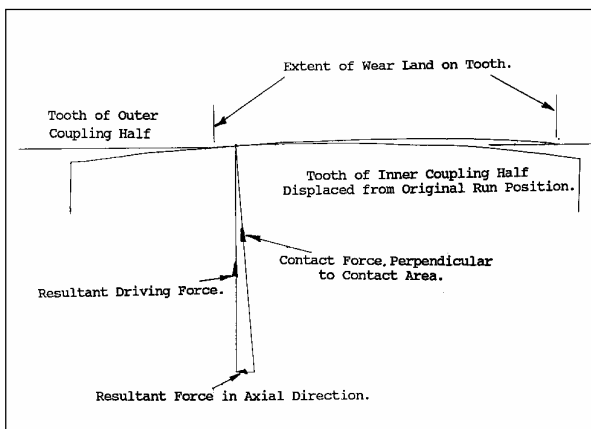 Extent of Wear Land on Tooth.
Tooth of Outer
Coupling Half
Tooth of Inner Coupling Half
Displaced from Original Run Position.
Contact Force, Perpendicular
to Contact Area.
Resultant Driving Force.
Resultant Force in Axial Direction.